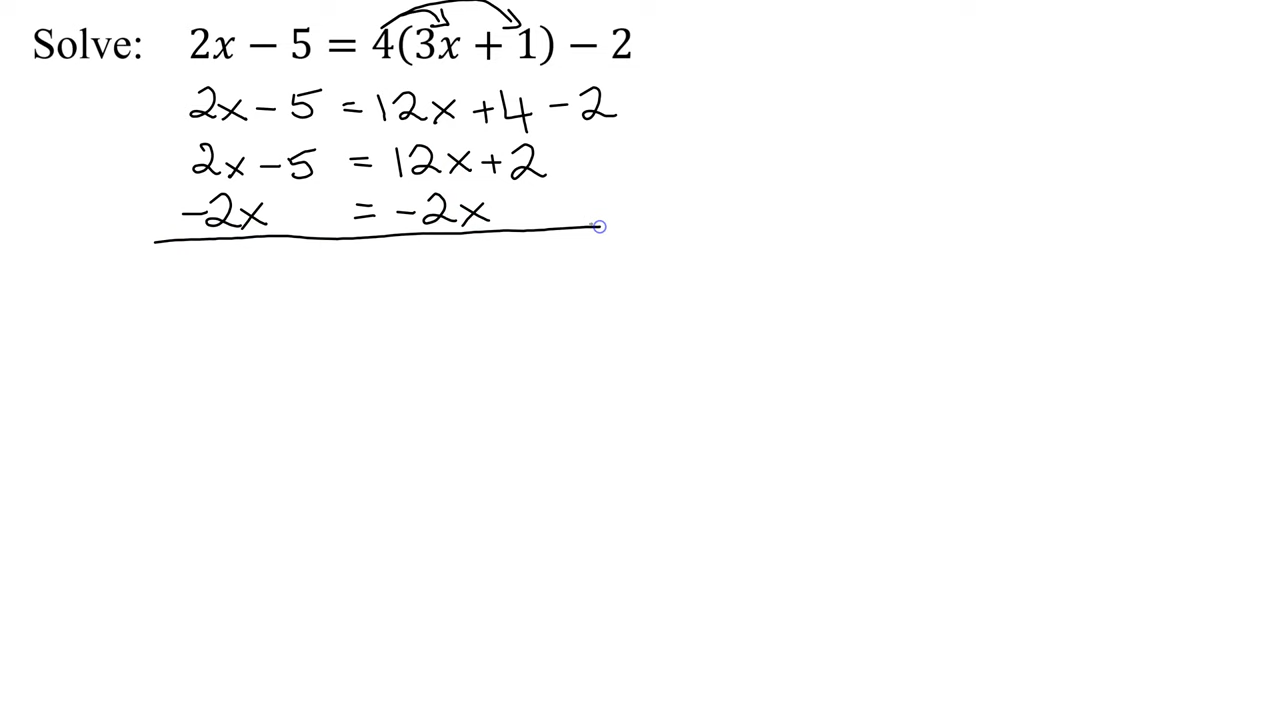 Solve: 2x − 5 = 4(3x + 1) − 2
2x − 5 = 12x + 4 − 2
2x − 5 = 12x + 2
−2x = −2x